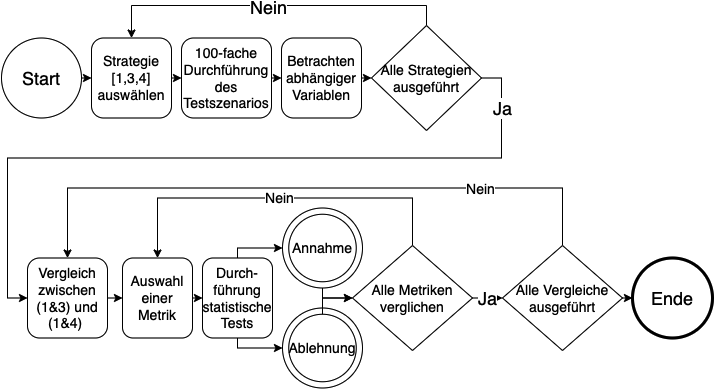 Nein
Start
Strategie
[1,3,4]
auswählen
100-fache
Durchführung
des
Testszenarios
Betrachten
abhängiger
Variablen
Alle Strategien
ausgeführt
Ja
Nein
Nein
Vergleich
zwischen
(1&3) und
(1&4)
Auswahl
einer
Metrik
Durch-
führung
statistische
Tests
Annahme
Ablehnung
Alle Metriken
verglichen
Ja
Alle Vergleiche
ausgeführt
Ende